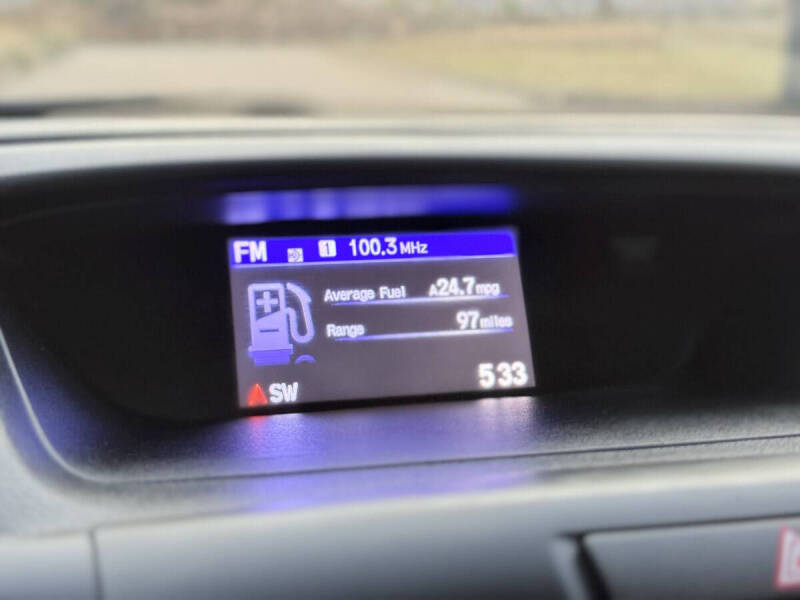 FM 1 100.3 MHz
Average Fuel A24.7 mpg
Range 97 miles
SW 533